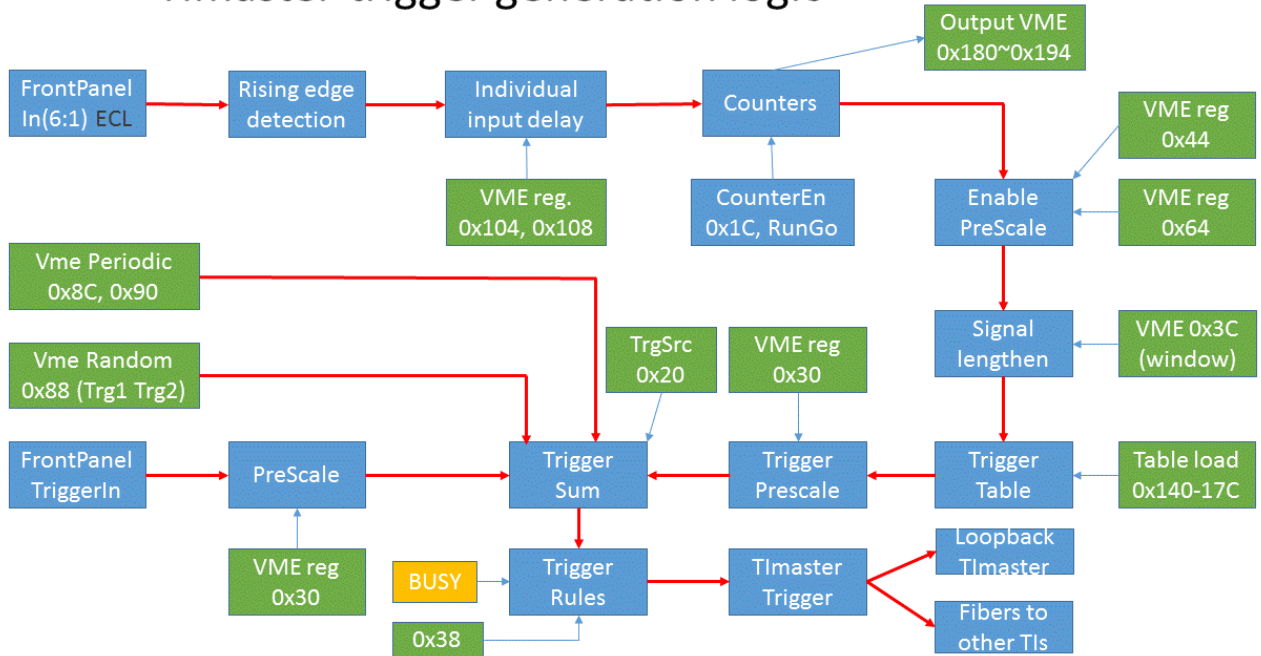 TImaster trigger generation logic
Output VME
0x180~0x194
FrontPanel
In(6:1) ECL
Rising edge
detection
Individual
input delay
Counters
VME reg
0x44
VME reg.
0x104, 0x108
CounterEn
0x1C, RunGo
Enable
PreScale
VME reg
0x64
Vme Periodic
0x8C, 0x90
Signal
lengthen
VME 0x3C
(window)
Vme Random
0x88 (Trg1 Trg2)
TrgSrc
0x20
VME reg
0x30
FrontPanel
TriggerIn
PreScale
Trigger
Sum
Trigger
Prescale
Trigger
Table
Table load
0x140-17C
VME reg
0x30
BUSY
Trigger
Rules
TImaster
Trigger
Loopback
TImaster
0x38
Fibers to
other TIs